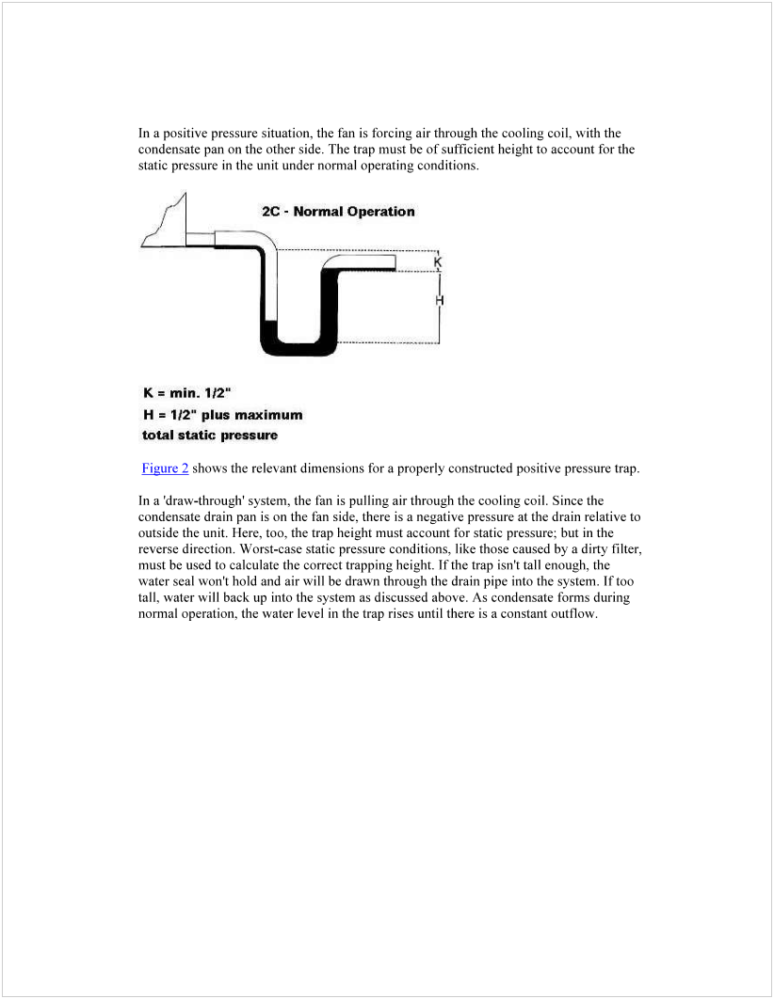 In a positive pressure situation, the fan is forcing air through the cooling coil, with the
condensate pan on the other side. The trap must be of sufficient height to account for the
static pressure in the unit under normal operating conditions.
2C - Normal Operation
K
H
K = min. 1/2"
H = 1/2" plus maximum
total static pressure
Figure 2 shows the relevant dimensions for a properly constructed positive pressure trap.
In a 'draw-through' system, the fan is pulling air through the cooling coil. Since the
condensate drain pan is on the fan side, there is a negative pressure at the drain relative to
outside the unit. Here, too, the trap height must account for static pressure; but in the
reverse direction. Worst-case static pressure conditions, like those caused by a dirty filter,
must be used to calculate the correct trapping height. If the trap isn't tall enough, the
water seal won't hold and air will be drawn through the drain pipe into the system. If too
tall, water will back up into the system as discussed above. As condensate forms during
normal operation, the water level in the trap rises until there is a constant outflow.